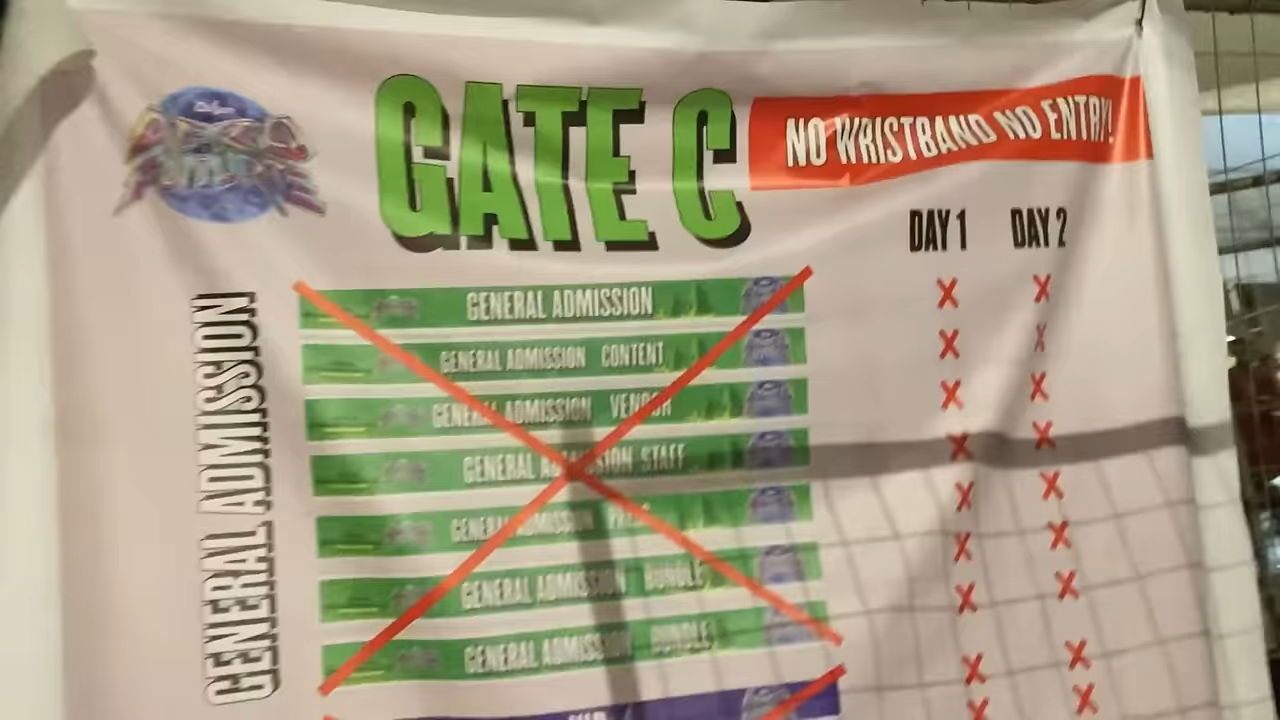 GATE C
NO WRISTBAND NO ENTRY!
DAY 1 DAY 2
GENERAL ADMISSION
GENERAL ADMISSION X X
GENERAL ADMISSION CONTENT X X
GENERAL ADMISSION VENDOR X X
GENERAL ADMISSION STAFF X X
GENERAL ADMISSION X X
GENERAL ADMISSION BUNDLE X X
GENERAL ADMISSION BUNDLE X X
X X
X X